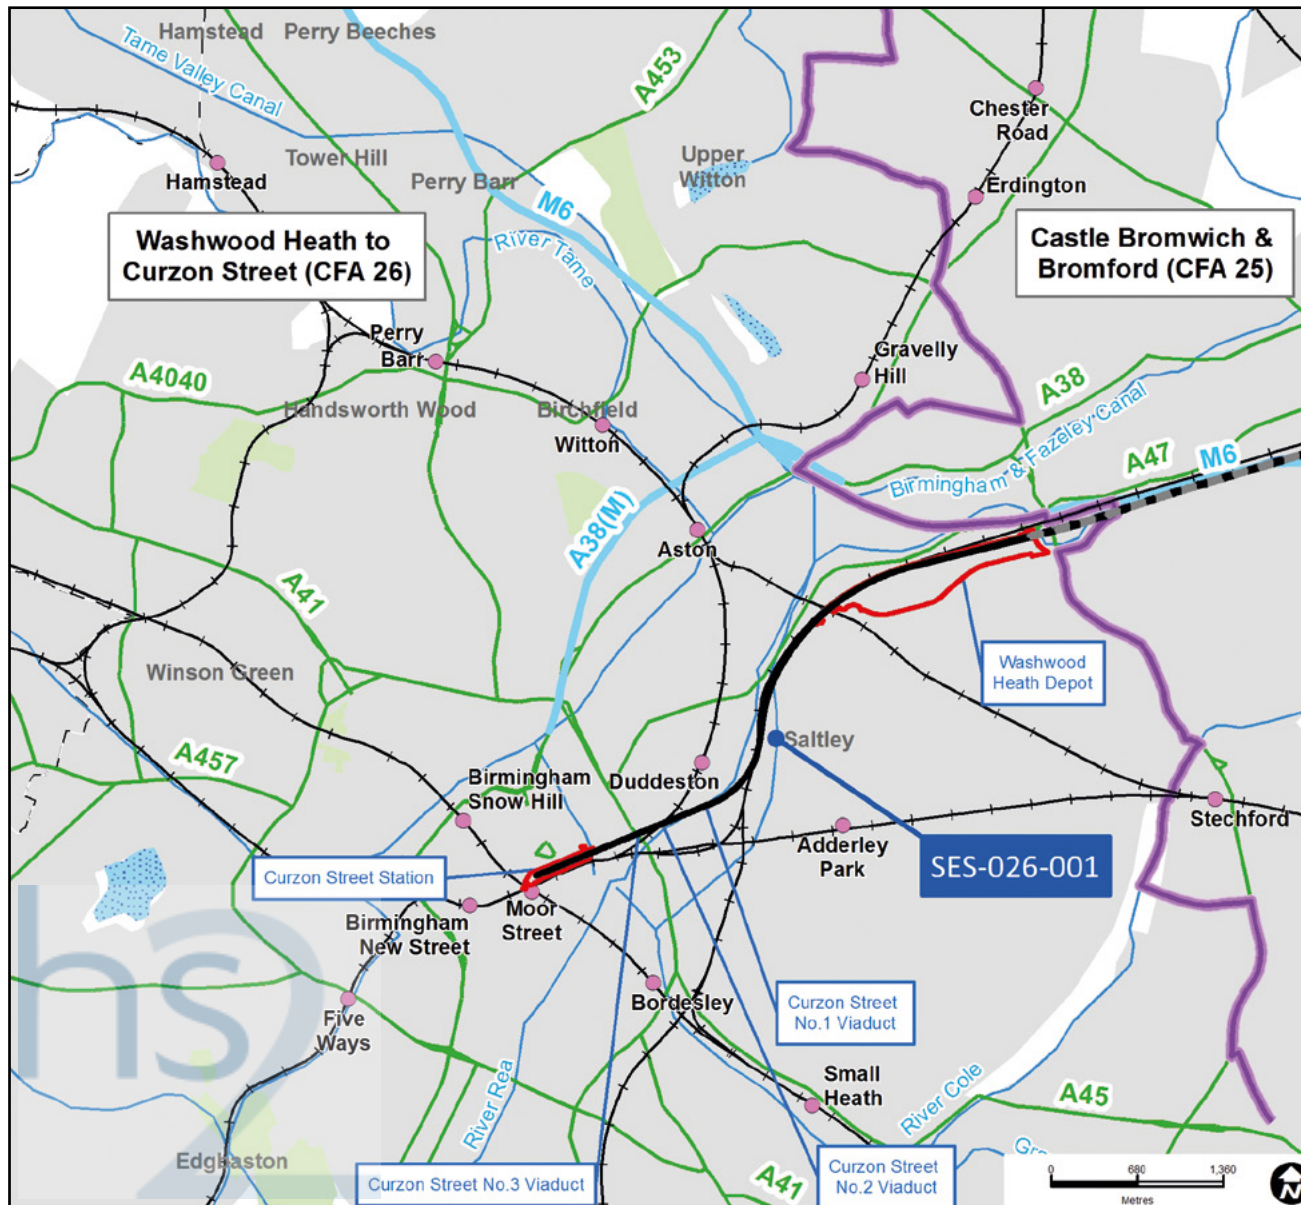 Hamstead
Perry Beeches
Tame Valley Canal
A453
Chester
Road
Tower Hill
Upper
Witton
Hamstead
Perry Barr
Erdington
M6
Washwood Heath to
Curzon Street (CFA 26)
River Tame
Castle Bromwich &
Bromford (CFA 25)
Perry
Barr
Gravelly
Hill
A4040
A38
Handsworth Wood
Birchfield
Witton
Birmingham & Fazeley Canal
A47
M6
A38(M)
Aston
A41
Winson Green
Washwood
Heath Depot
Saltley
A457
Birmingham
Snow Hill
Duddeston
Stechford
Adderley
Park
SES-026-001
Curzon Street Station
Moor
Street
Birmingham
New Street
hs2
Bordesley
Curzon Street
No.1 Viaduct
Five
Ways
River Rea
Small
Heath
River Cole
A45
Edgbaston
Curzon Street No.3 Viaduct
A41
Curzon Street
No.2 Viaduct
0 680 1,360
Metres
N